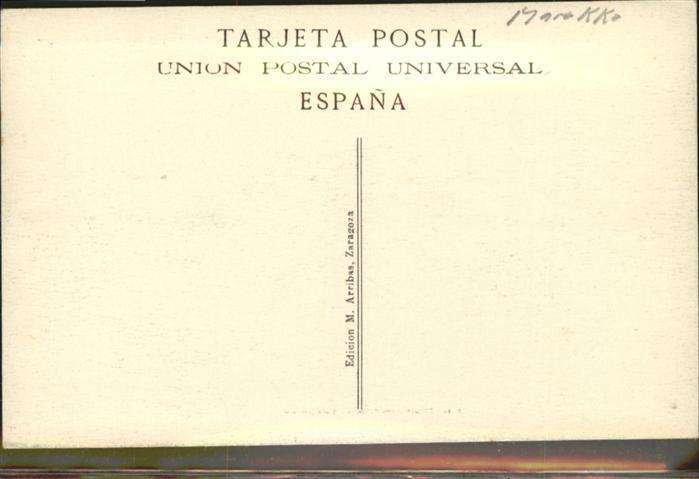 Marokko
TARJETA POSTAL
UNION POSTAL UNIVERSAL
ESPAÑA
Edicion M. Arribas, Zaragoza